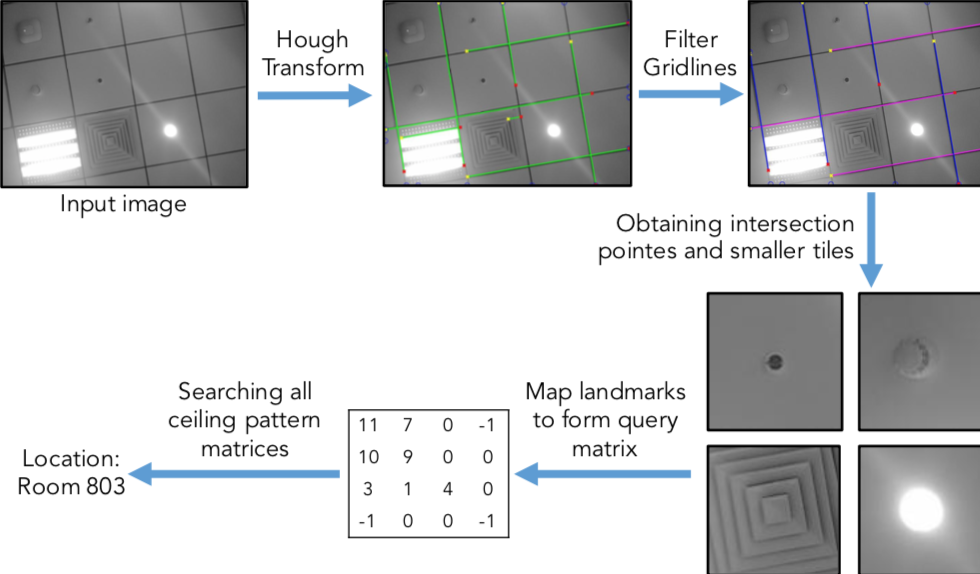 Hough
Transform
Filter
Gridlines
Input image
Obtaining intersection
pointes and smaller tiles
Map landmarks
to form query
matrix
11 7 0 -1
10 9 0 0
3 1 4 0
-1 0 0 -1
Searching all
ceiling pattern
matrices
Location:
Room 803